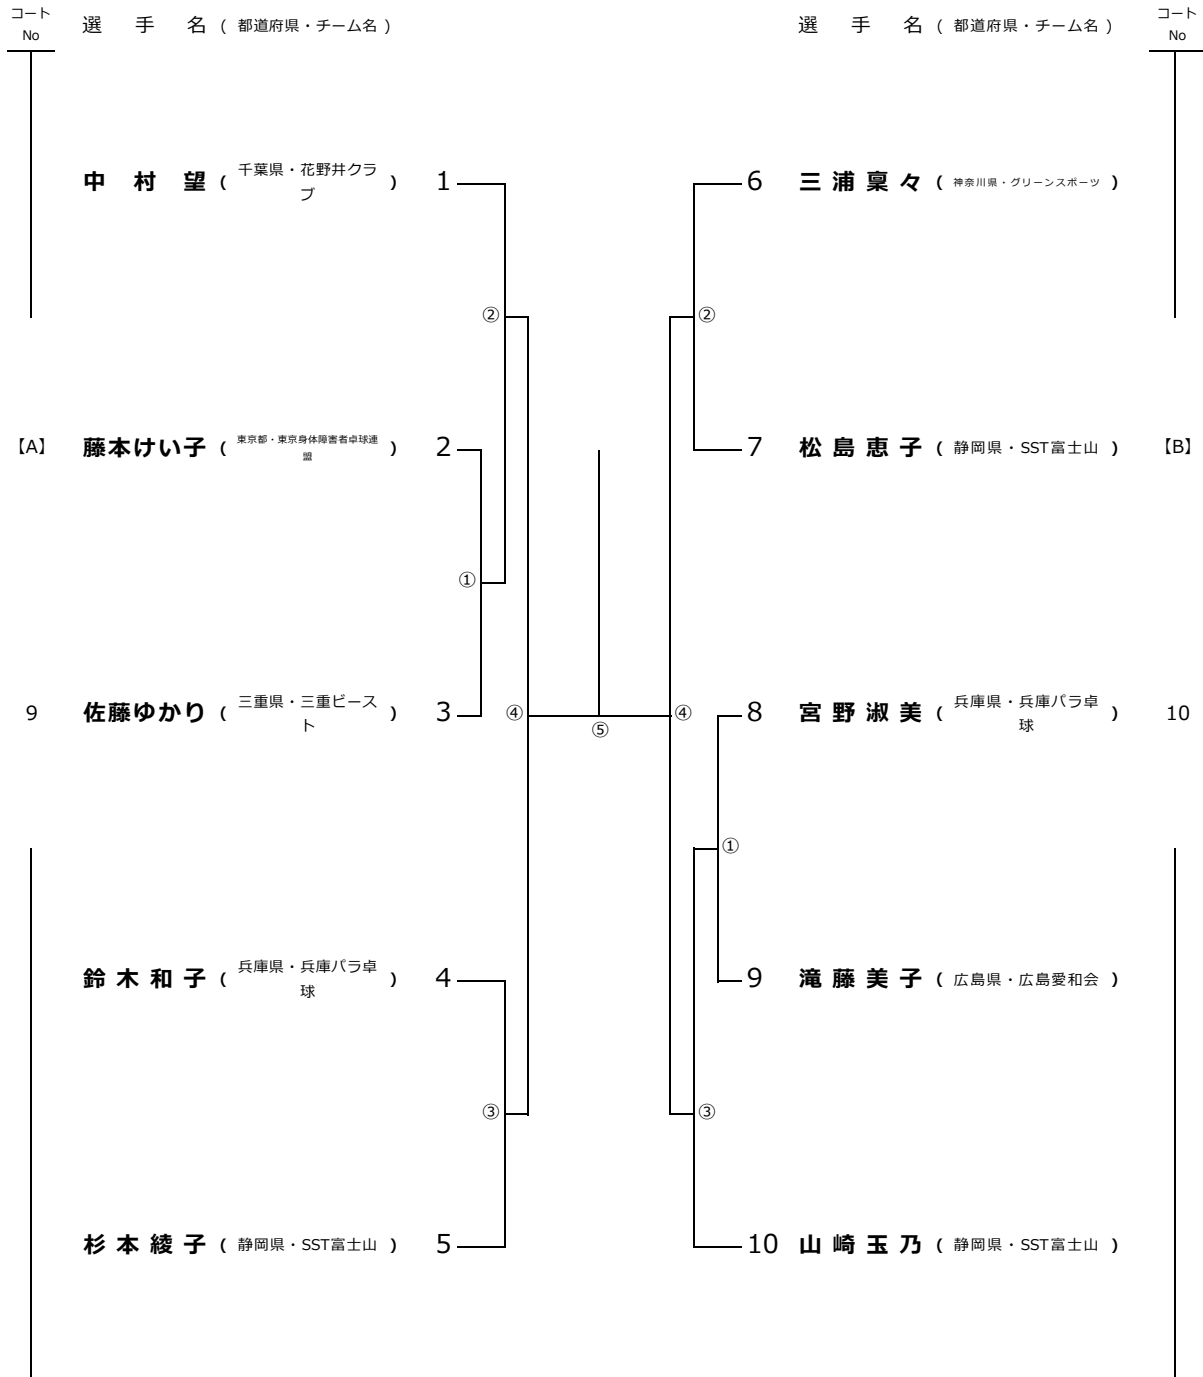 コート
No
選 手 名 ( 都道府県・チーム名 )
選 手 名 ( 都道府県・チーム名 )
コート
No
中 村 望 ( 千葉県・花野井クラ
ブ ) 1
6 三 浦 稟 々 ( 神奈川県・グリーンスポーツ )
②
②
【A】 藤本けい子 ( 東京都・東京身体障害者卓球連
盟 ) 2
7 松 島 恵 子 ( 静岡県・SST富士山 ) 【B】
①
9 佐藤ゆかり ( 三重県・三重ビース
ト ) 3
④
⑤
④
8 宮 野 淑 美 ( 兵庫県・兵庫パラ卓
球 ) 10
①
鈴 木 和 子 ( 兵庫県・兵庫パラ卓
球 ) 4
9 滝 藤 美 子 ( 広島県・広島愛和会 )
③
③
杉 本 綾 子 ( 静岡県・SST富士山 ) 5
10 山 崎 玉 乃 ( 静岡県・SST富士山 )